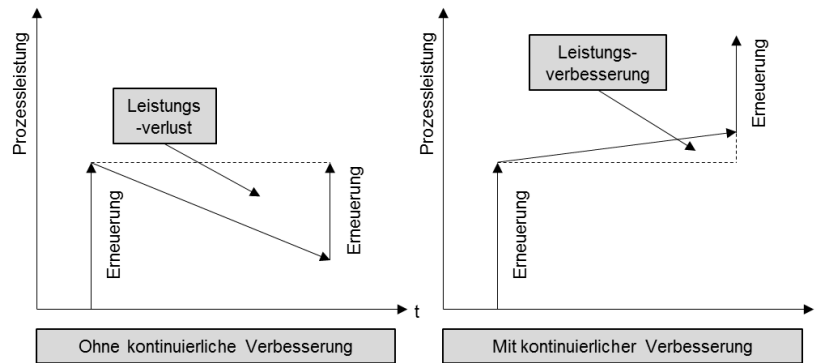 Prozessleistung
Leistungs
-verlust
Erneuerung
Erneuerung
t
Ohne kontinuierliche Verbesserung
Prozessleistung
Leistungs-
verbesserung
Erneuerung
Erneuerung
Mit kontinuierlicher Verbesserung